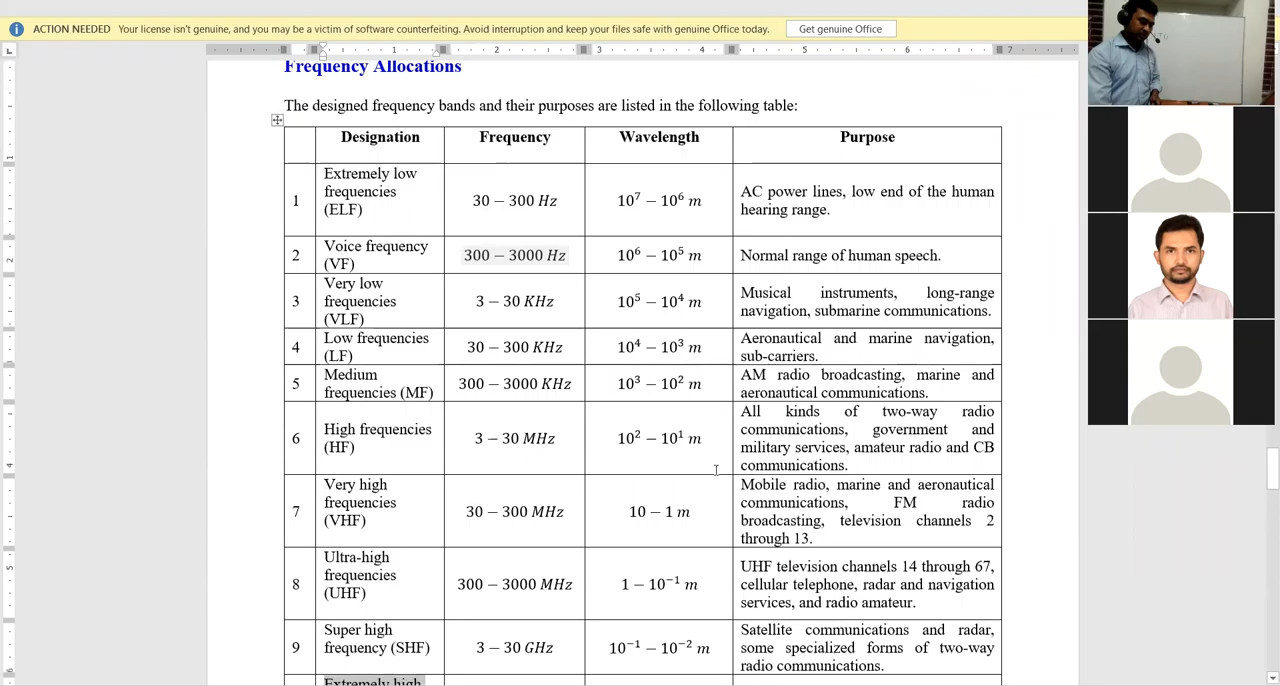 ACTION NEEDED Your license isn't genuine, and you may be a victim of software counterfeiting. Avoid interruption and keep your files safe with genuine Office today. Get genuine Office
1 2 3 4 5 6 7
Frequency Allocations
The designed frequency bands and their purposes are listed in the following table:
Designation Frequency Wavelength Purpose
1 Extremely low frequencies (ELF) 30 − 300 Hz 10⁷ − 10⁶ m AC power lines, low end of the human
hearing range.
2 Voice frequency (VF) 300 − 3000 Hz 10⁶ − 10⁵ m Normal range of human speech.
3 Very low frequencies (VLF) 3 − 30 KHz 10⁵ − 10⁴ m Musical instruments, long-range
navigation, submarine communications.
4 Low frequencies (LF) 30 − 300 KHz 10⁴ − 10³ m Aeronautical and marine navigation,
sub-carriers.
5 Medium frequencies (MF) 300 − 3000 KHz 10³ − 10² m AM radio broadcasting, marine and
aeronautical communications.
6 High frequencies (HF) 3 − 30 MHz 10² − 10¹ m All kinds of two-way radio
communications, government and
military services, amateur radio and CB
communications.
7 Very high frequencies (VHF) 30 − 300 MHz 10 − 1 m Mobile radio, marine and aeronautical
communications, FM radio
broadcasting, television channels 2
through 13.
8 Ultra-high frequencies (UHF) 300 − 3000 MHz 1 − 10⁻¹ m UHF television channels 14 through 67,
cellular telephone, radar and navigation
services, and radio amateur.
9 Super high frequency (SHF) 3 − 30 GHz 10⁻¹ − 10⁻² m Satellite communications and radar,
some specialized forms of two-way
radio communications.
Extremely high